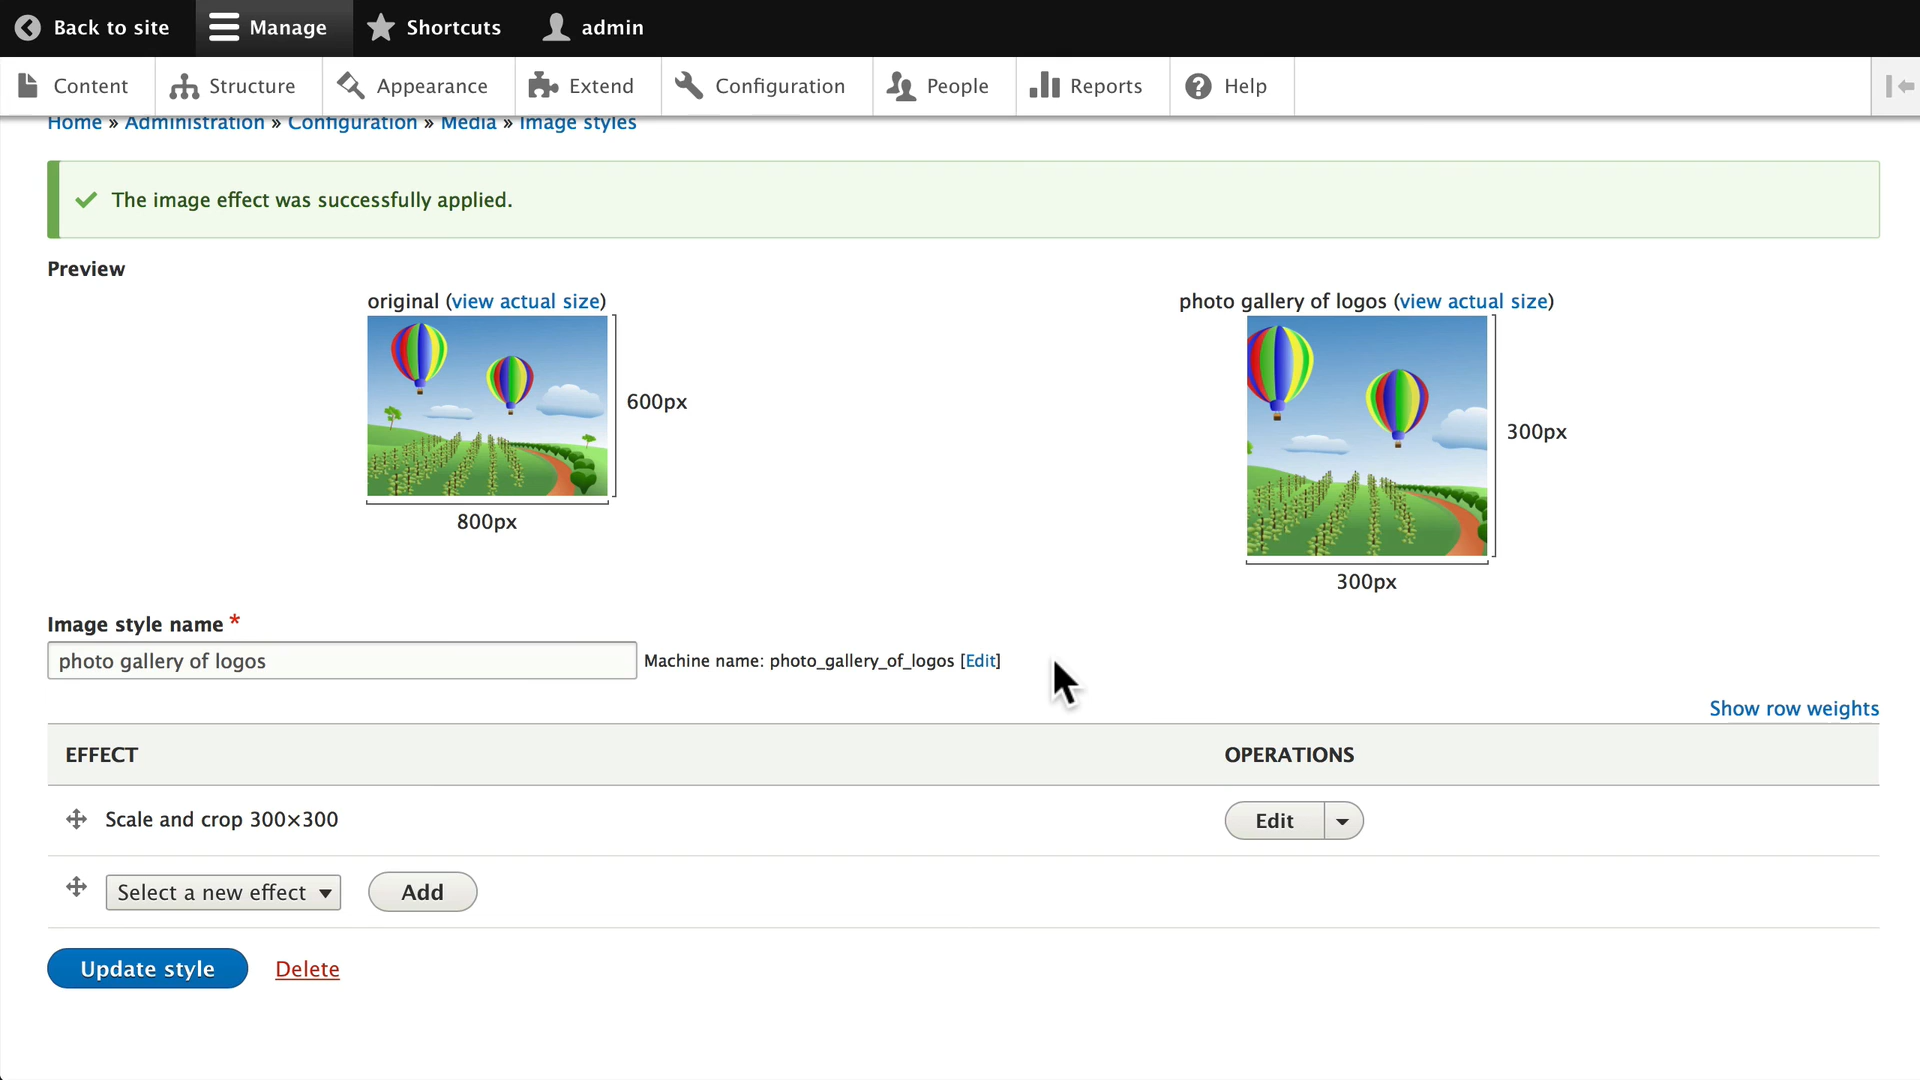 Back to site Manage Shortcuts admin
Content Structure Appearance Extend Configuration People Reports Help
Home » Administration » Configuration » Media » Image styles
The image effect was successfully applied.
Preview
original (view actual size)
600px
800px
photo gallery of logos (view actual size)
300px
300px
Image style name *
photo gallery of logos Machine name: photo_gallery_of_logos [Edit]
Show row weights
EFFECT OPERATIONS
Scale and crop 300×300 Edit
Select a new effect Add
Update style Delete